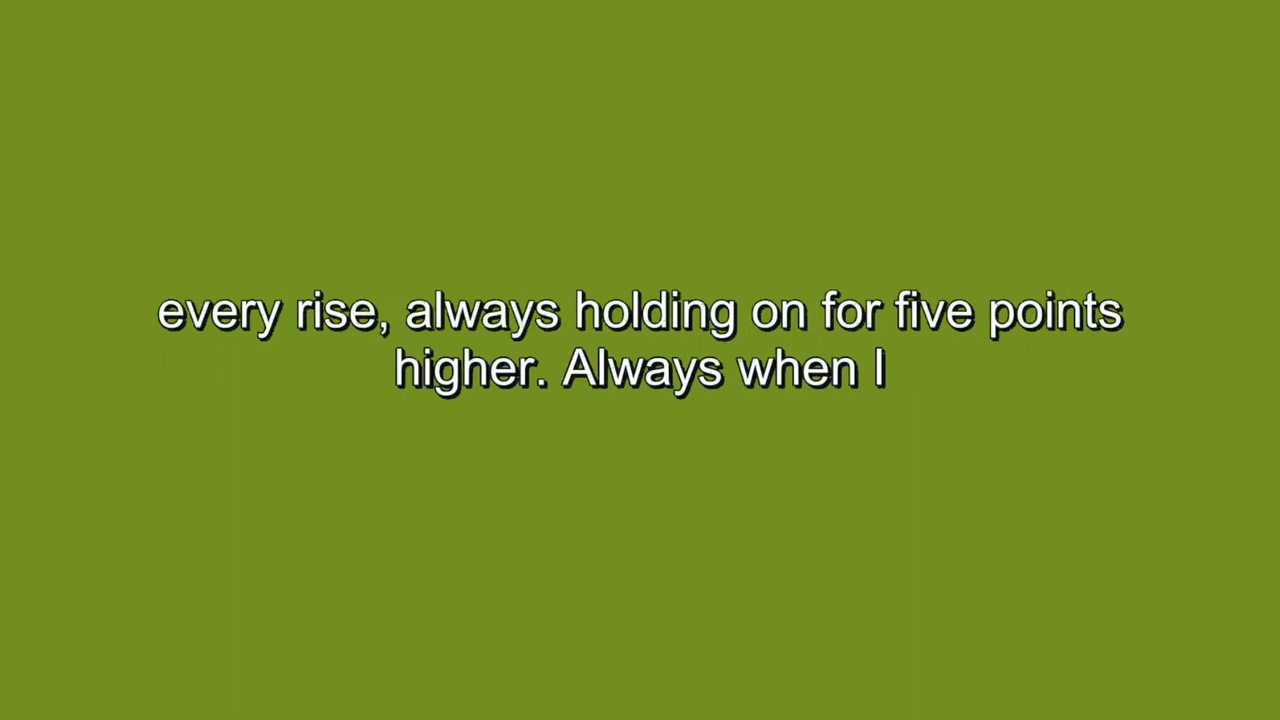 every rise, always holding on for five points
higher. Always when I